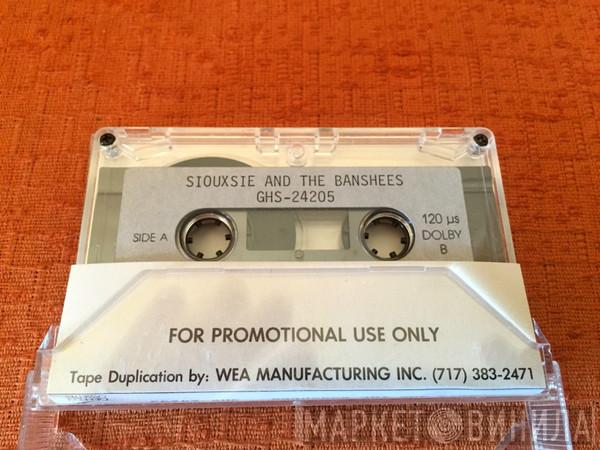 SIOUXSIE AND THE BANSHEES
GHS-24205
SIDE A
120 µs
DOLBY
B
FOR PROMOTIONAL USE ONLY
Tape Duplication by: WEA MANUFACTURING INC. (717) 383-2471
МАРКЕТ ВИНИЛА